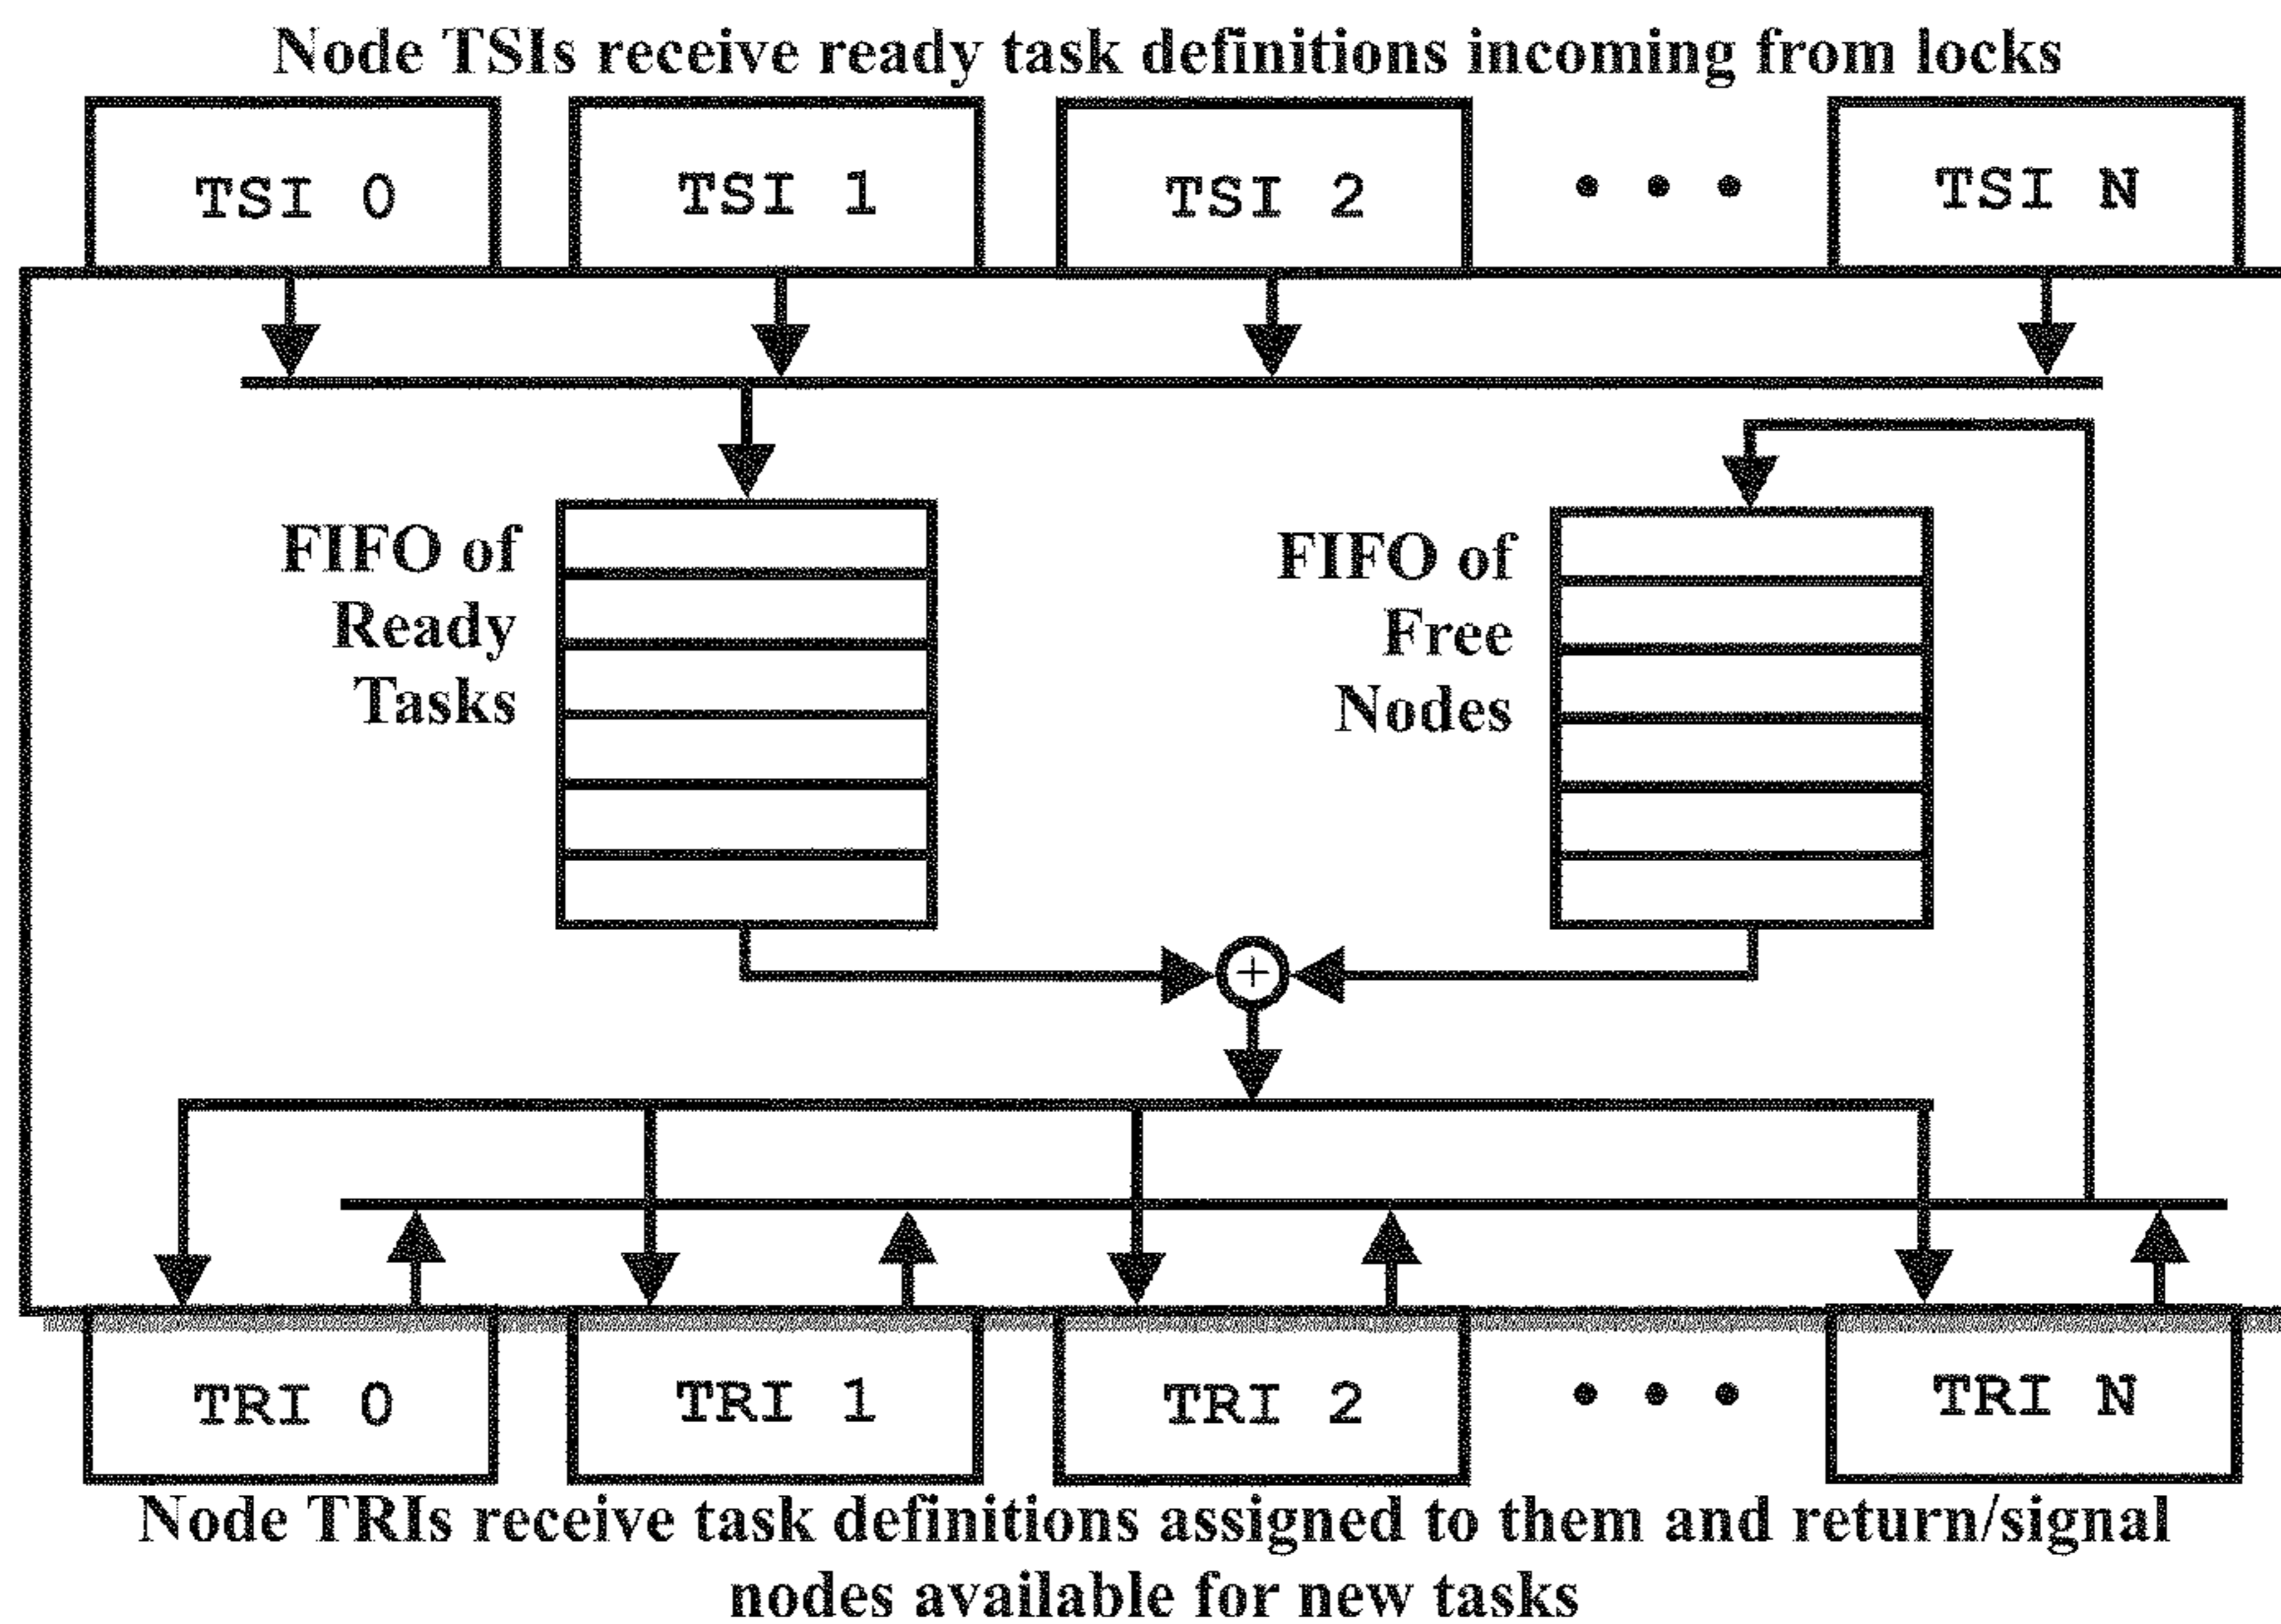 Node TSIs receive ready task definitions incoming from locks
TSI 0
TSI 1
TSI 2
• • •
TSI N
FIFO of
Ready
Tasks
FIFO of
Free
Nodes
+
TRI 0
TRI 1
TRI 2
• • •
TRI N
Node TRIs receive task definitions assigned to them and return/signal
nodes available for new tasks